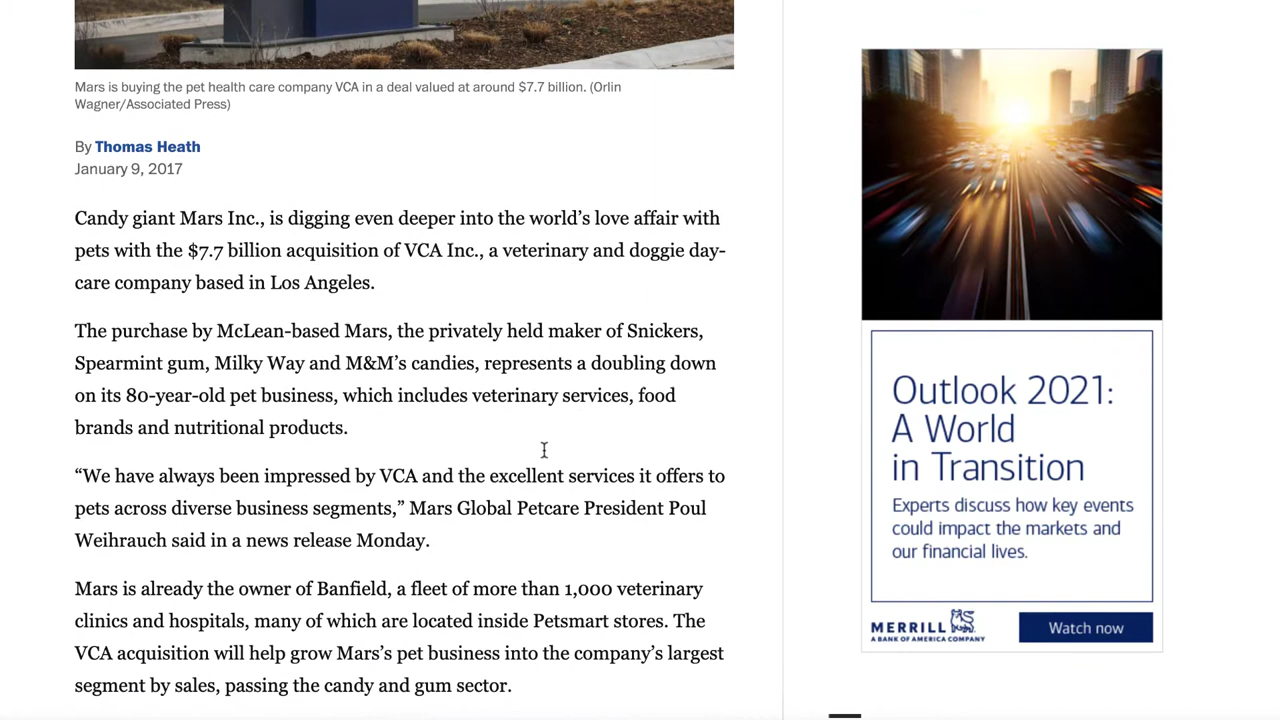 Mars is buying the pet health care company VCA in a deal valued at around $7.7 billion. (Orlin
Wagner/Associated Press)
By Thomas Heath
January 9, 2017
Candy giant Mars Inc., is digging even deeper into the world’s love affair with
pets with the $7.7 billion acquisition of VCA Inc., a veterinary and doggie day-
care company based in Los Angeles.
The purchase by McLean-based Mars, the privately held maker of Snickers,
Spearmint gum, Milky Way and M&M’s candies, represents a doubling down
on its 80-year-old pet business, which includes veterinary services, food
brands and nutritional products.
“We have always been impressed by VCA and the excellent services it offers to
pets across diverse business segments,” Mars Global Petcare President Poul
Weihrauch said in a news release Monday.
Mars is already the owner of Banfield, a fleet of more than 1,000 veterinary
clinics and hospitals, many of which are located inside Petsmart stores. The
VCA acquisition will help grow Mars’s pet business into the company’s largest
segment by sales, passing the candy and gum sector.
Outlook 2021:
A World
in Transition
Experts discuss how key events
could impact the markets and
our financial lives.
MERRILL
A BANK OF AMERICA COMPANY
Watch now